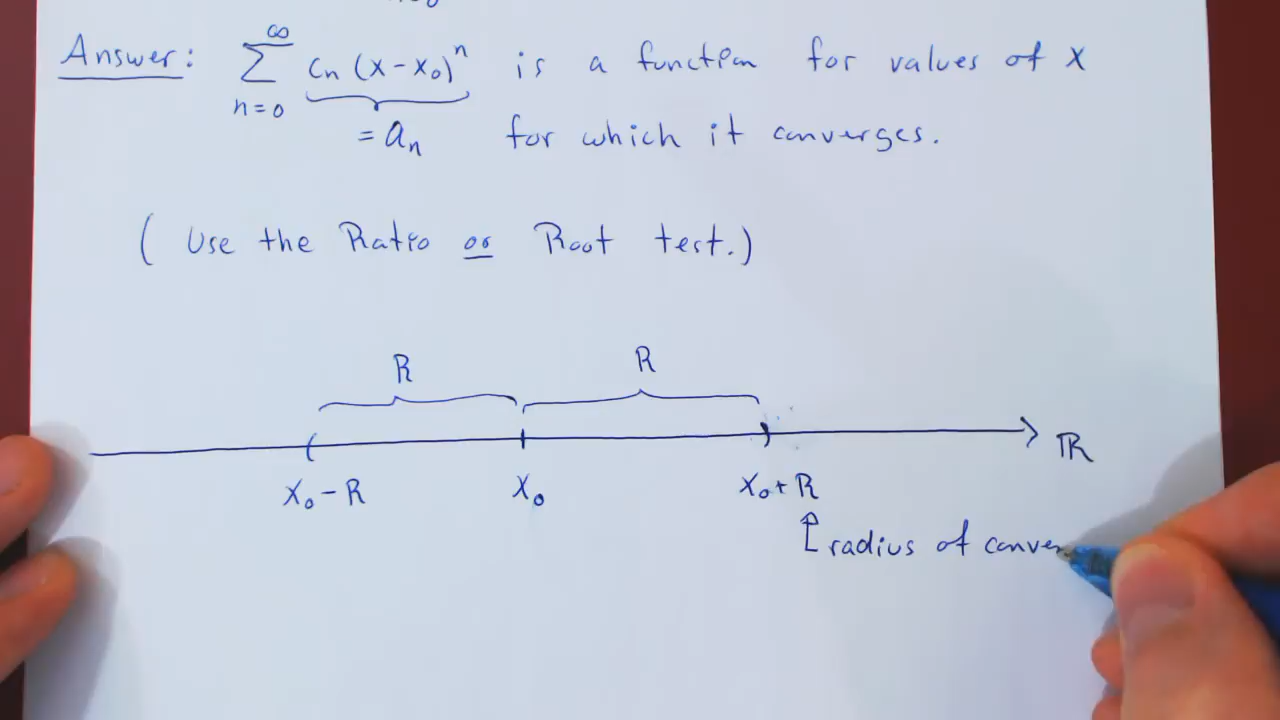 ∞
Answer: Σ cn (x-x₀)ⁿ is a function for values of x
n=0
= an for which it converges.
( Use the Ratio or Root test.)
R R
ℝ
x₀-R x₀ x₀+R
radius of conver